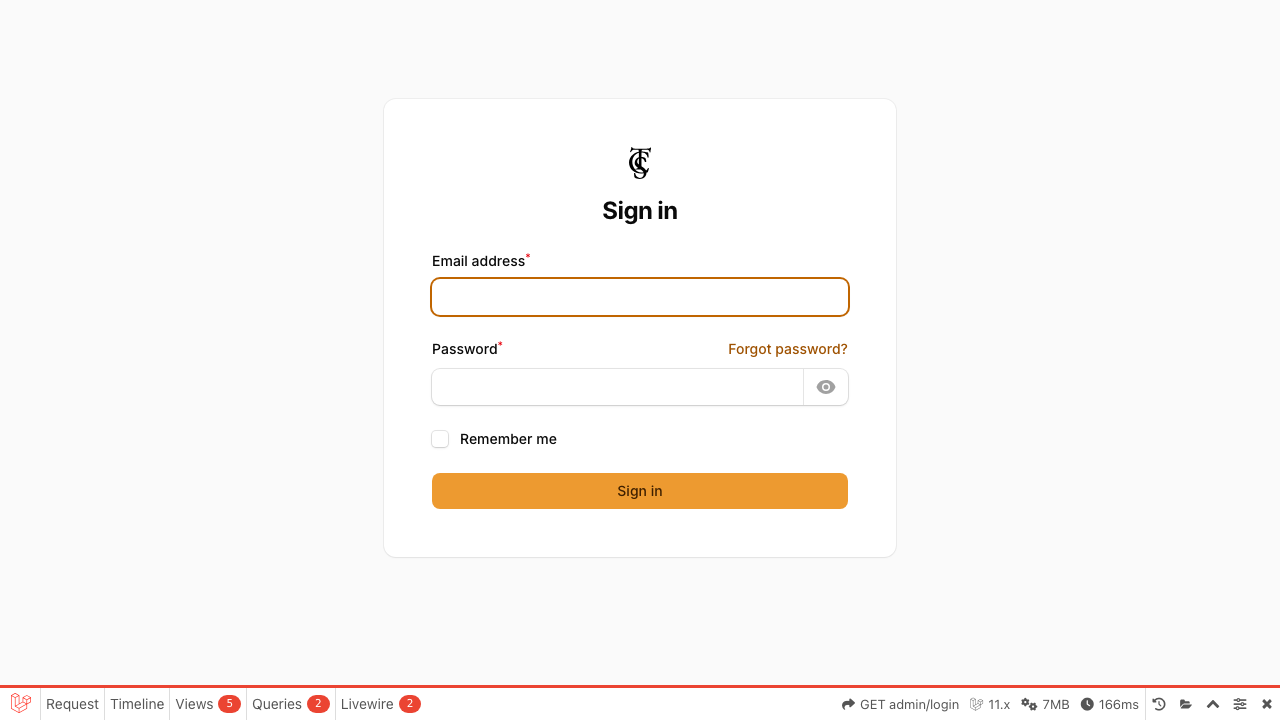 Sign in
Email address*
Password* Forgot password?
Remember me
Sign in
Request Timeline Views 5 Queries 2 Livewire 2 GET admin/login 11.x 7MB 166ms